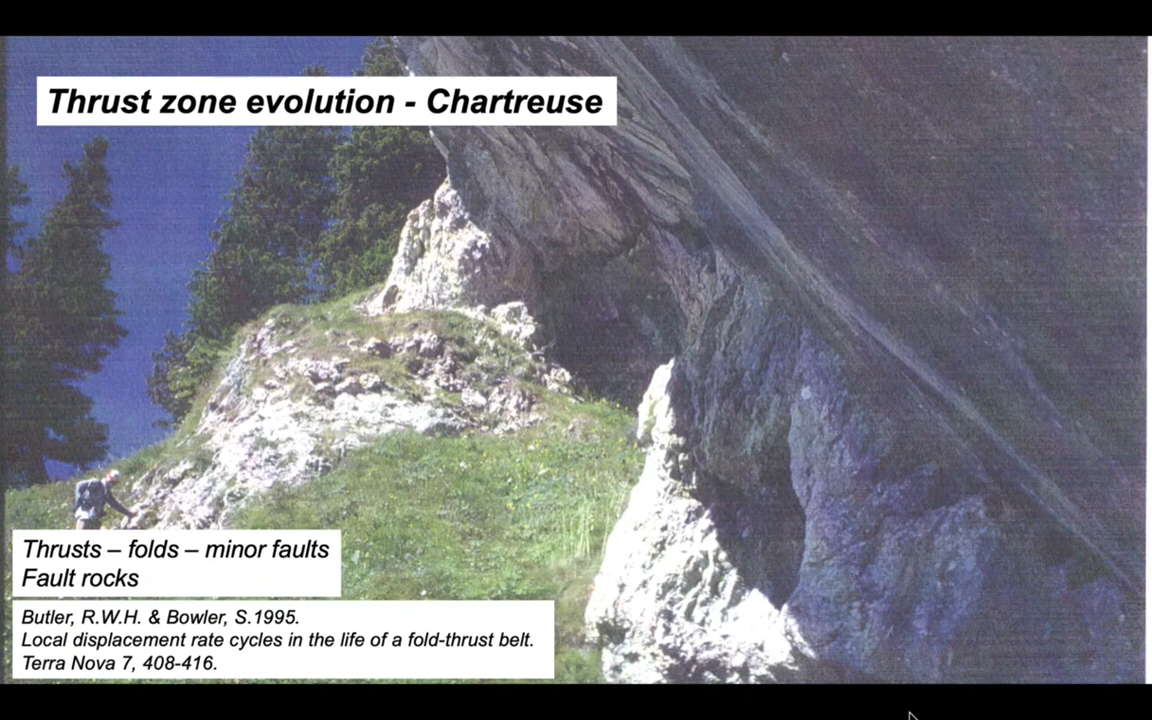 Thrust zone evolution - Chartreuse
Thrusts – folds – minor faults
Fault rocks
Butler, R.W.H. & Bowler, S.1995.
Local displacement rate cycles in the life of a fold-thrust belt.
Terra Nova 7, 408-416.